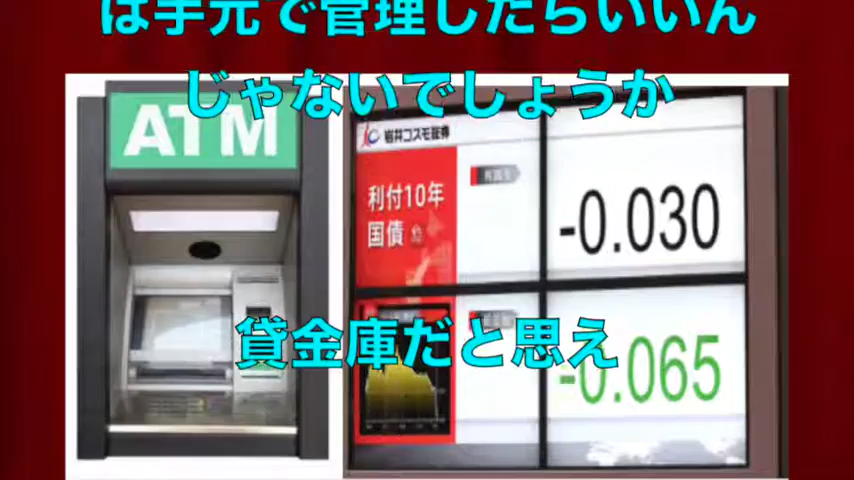 は手元で管理したらいいん
じゃないでしょうか
ATM
岩井コスモ証券
利付10年
国債
-0.030
貸金庫だと思え
-0.065